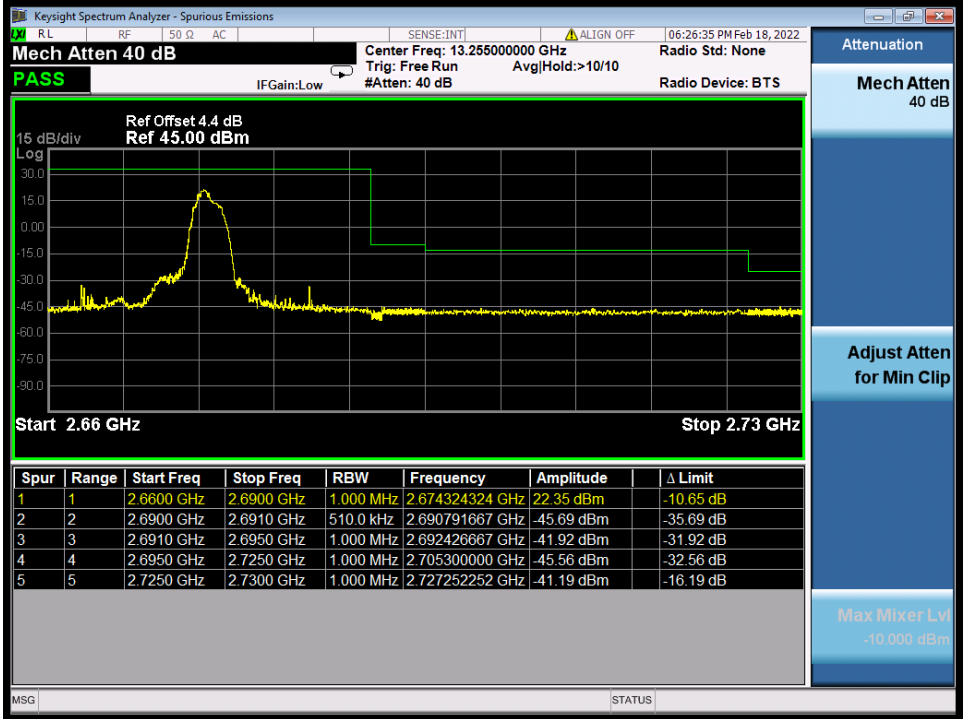 Keysight Spectrum Analyzer - Spurious Emissions
LXI RL RF 50 Ω AC SENSE:INT ALIGN OFF 06:26:35 PM Feb 18, 2022
Mech Atten 40 dB
Center Freq: 13.255000000 GHz Radio Std: None
Trig: Free Run Avg|Hold:>10/10
PASS IFGain:Low #Atten: 40 dB Radio Device: BTS
Ref Offset 4.4 dB
15 dB/div Ref 45.00 dBm
Log
30.0
15.0
0.00
-15.0
-30.0
-45.0
-60.0
-75.0
-90.0
Start 2.66 GHz Stop 2.73 GHz
Spur Range Start Freq Stop Freq RBW Frequency Amplitude Δ Limit
1 1 2.6600 GHz 2.6900 GHz 1.000 MHz 2.674324324 GHz 22.35 dBm -10.65 dB
2 2 2.6900 GHz 2.6910 GHz 510.0 kHz 2.690791667 GHz -45.69 dBm -35.69 dB
3 3 2.6910 GHz 2.6950 GHz 1.000 MHz 2.692426667 GHz -41.92 dBm -31.92 dB
4 4 2.6950 GHz 2.7250 GHz 1.000 MHz 2.705300000 GHz -45.56 dBm -32.56 dB
5 5 2.7250 GHz 2.7300 GHz 1.000 MHz 2.727252252 GHz -41.19 dBm -16.19 dB
MSG STATUS
Attenuation
Mech Atten
40 dB
Adjust Atten
for Min Clip
Max Mixer Lvl
-10.000 dBm